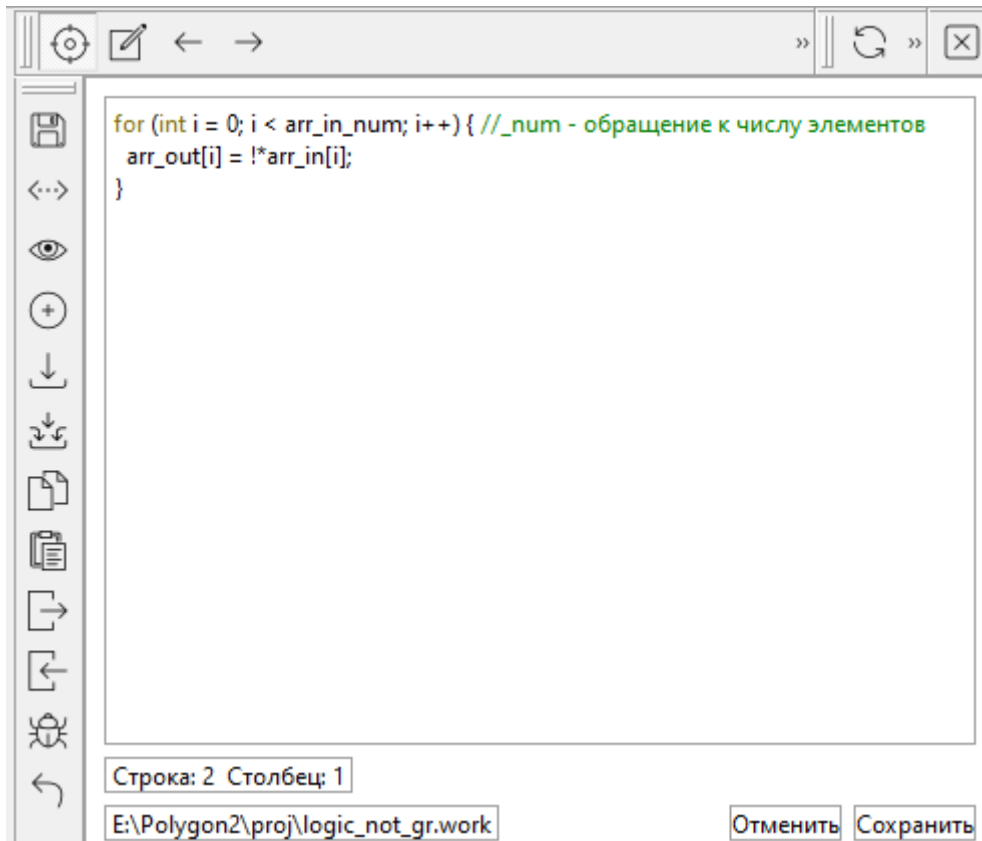 for (int i = 0; i < arr_in_num; i++) { //_num - обращение к числу элементов
arr_out[i] = !*arr_in[i];
}
Строка: 2 Столбец: 1
E:\Polygon2\proj\logic_not_gr.work
Отменить Сохранить